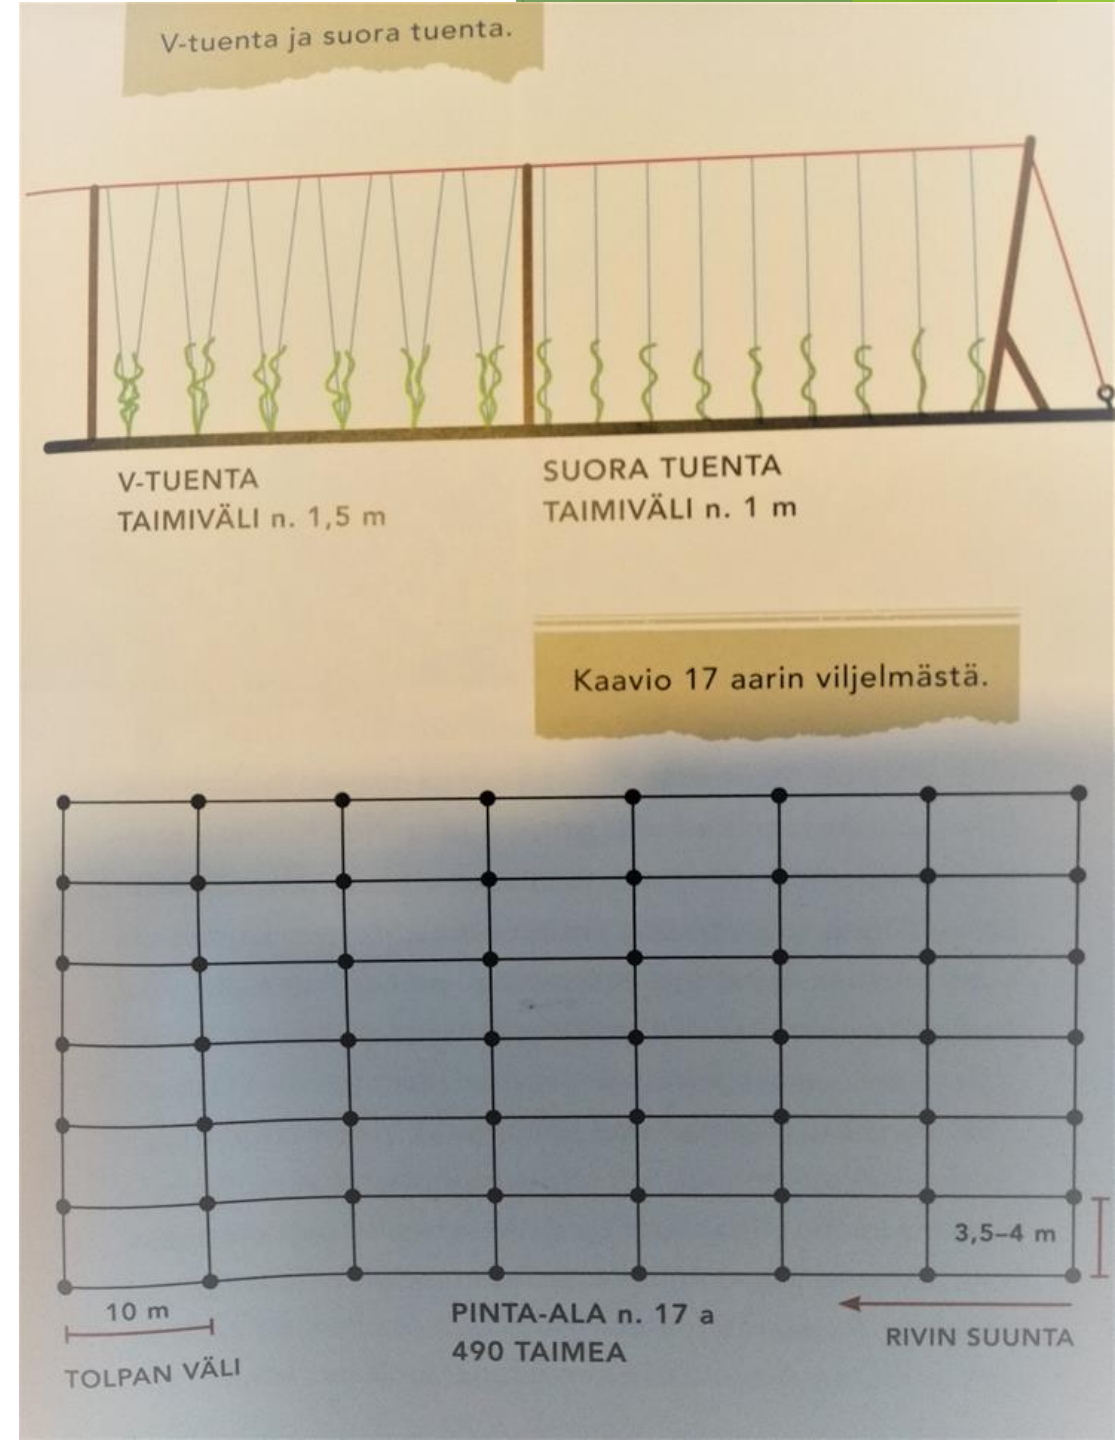 V-tuenta ja suora tuenta.
V-TUENTA
TAIMIVÄLI n. 1,5 m
SUORA TUENTA
TAIMIVÄLI n. 1 m
Kaavio 17 aarin viljelmästä.
3,5–4 m
10 m
TOLPAN VÄLI
PINTA-ALA n. 17 a
490 TAIMEA
RIVIN SUUNTA